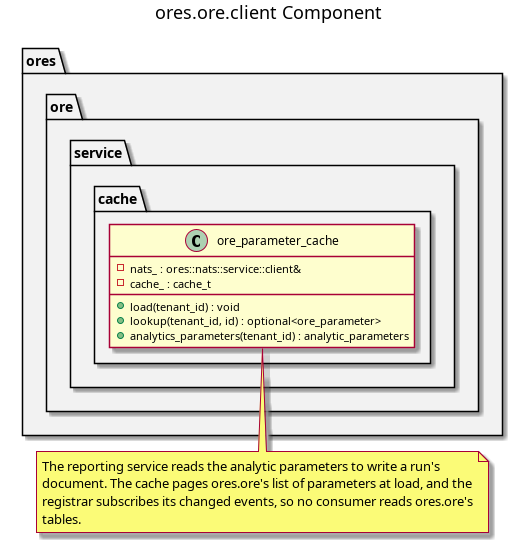 ores.ore.client Component
ores
ore
service
cache
C ore_parameter_cache
nats_ : ores::nats::service::client&
cache_ : cache_t
load(tenant_id) : void
lookup(tenant_id, id) : optional<ore_parameter>
analytics_parameters(tenant_id) : analytic_parameters
The reporting service reads the analytic parameters to write a run's
document. The cache pages ores.ore's list of parameters at load, and the
registrar subscribes its changed events, so no consumer reads ores.ore's
tables.